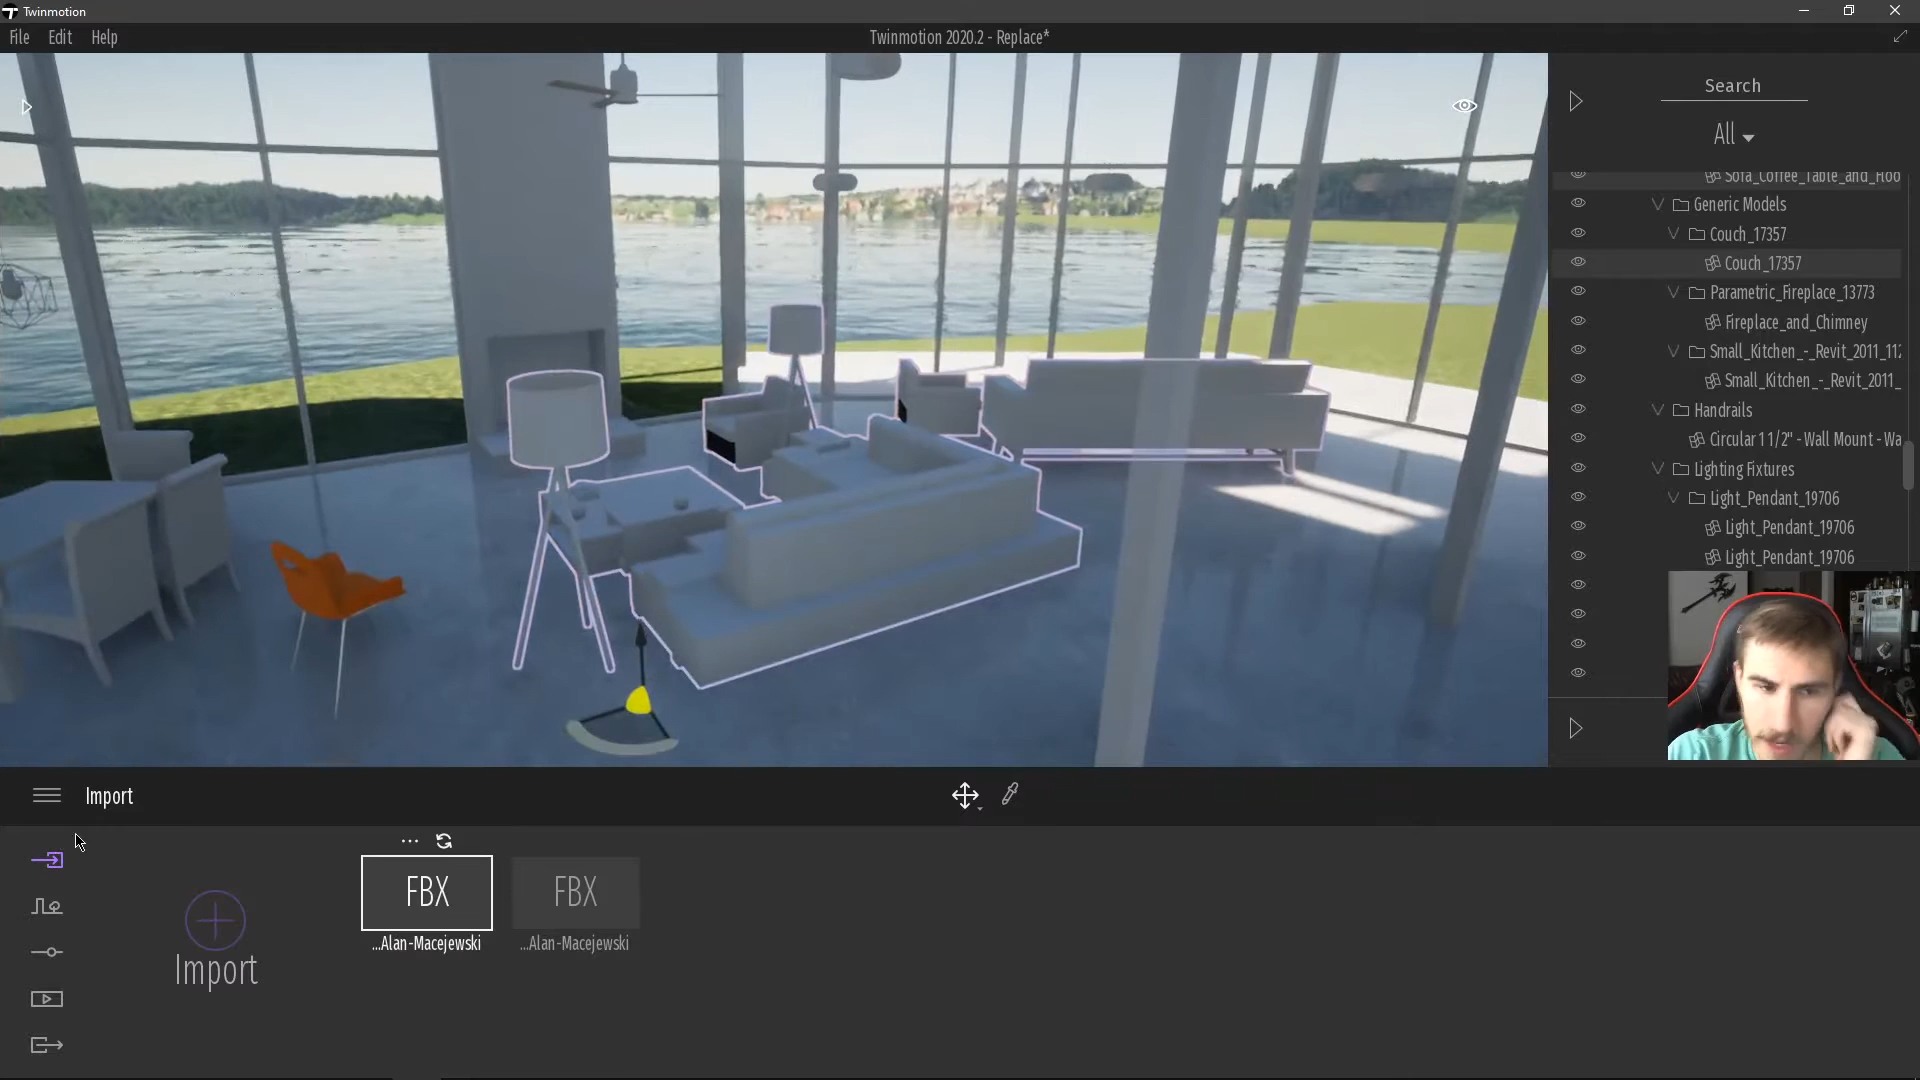 Twinmotion
File Edit Help
Twinmotion 2020.2 - Replace*
Search
All
Sofa_Coffee_Table_and_Roo
Generic Models
Couch_17357
Couch_17357
Parametric_Fireplace_13773
Fireplace_and_Chimney
Small_Kitchen_-_Revit_2011_11
Small_Kitchen_-_Revit_2011_
Handrails
Circular 1 1/2" - Wall Mount - Wa
Lighting Fixtures
Light_Pendant_19706
Light_Pendant_19706
Light_Pendant_19706
Import
FBX
...Alan-Macejewski
FBX
...Alan-Macejewski
Import